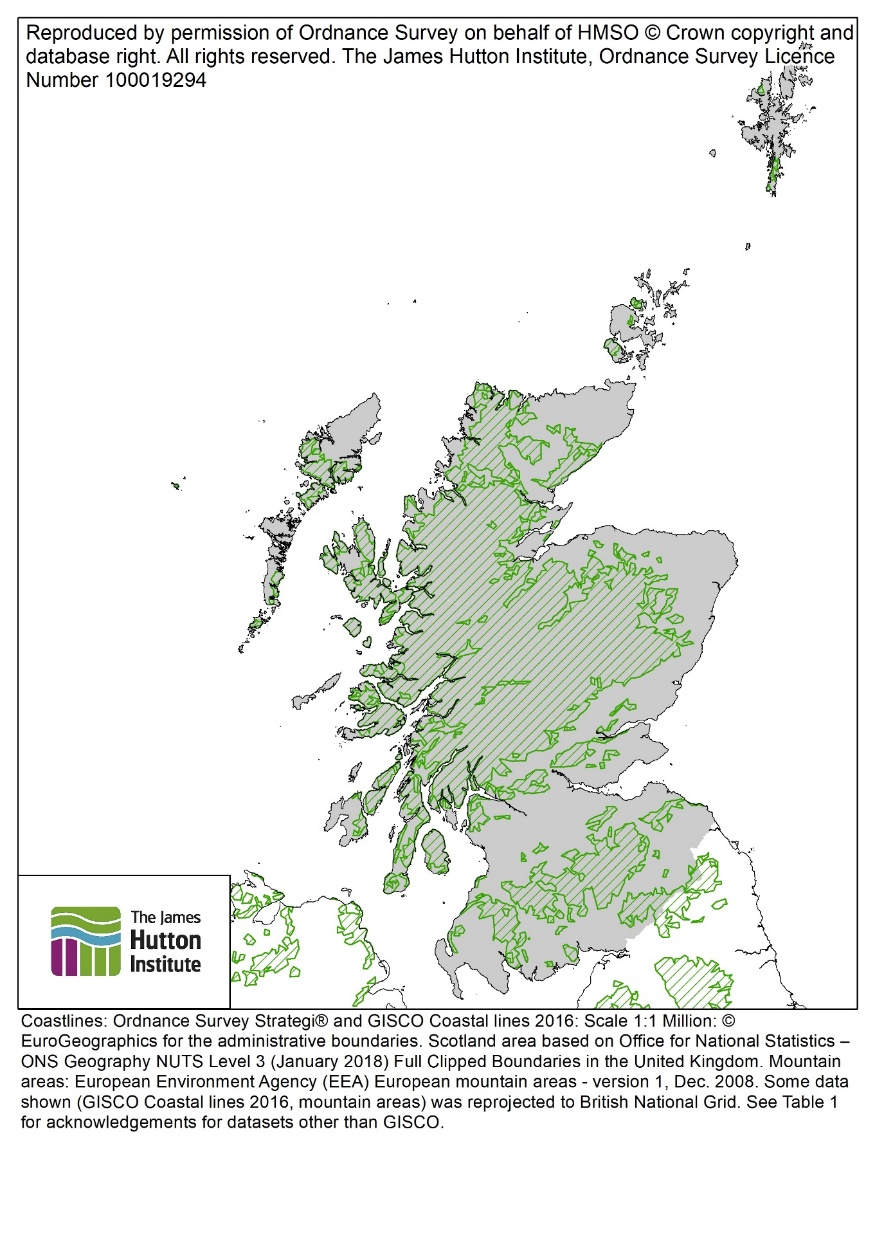 Reproduced by permission of Ordnance Survey on behalf of HMSO © Crown copyright and
database right. All rights reserved. The James Hutton Institute, Ordnance Survey Licence
Number 100019294
The James
Hutton
Institute
Coastlines: Ordnance Survey Strategi® and GISCO Coastal lines 2016: Scale 1:1 Million: ©
EuroGeographics for the administrative boundaries. Scotland area based on Office for National Statistics –
ONS Geography NUTS Level 3 (January 2018) Full Clipped Boundaries in the United Kingdom. Mountain
areas: European Environment Agency (EEA) European mountain areas - version 1, Dec. 2008. Some data
shown (GISCO Coastal lines 2016, mountain areas) was reprojected to British National Grid. See Table 1
for acknowledgements for datasets other than GISCO.